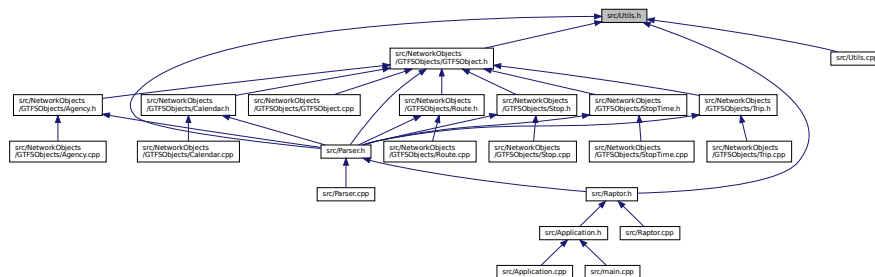 src/Utils.h
src/NetworkObjects
/GTFSObjects/GTFSObject.h
src/Utils.cpp
src/NetworkObjects
/GTFSObjects/Agency.h
src/NetworkObjects
/GTFSObjects/Calendar.h
src/NetworkObjects
/GTFSObjects/GTFSObject.cpp
src/NetworkObjects
/GTFSObjects/Route.h
src/NetworkObjects
/GTFSObjects/Stop.h
src/NetworkObjects
/GTFSObjects/StopTime.h
src/NetworkObjects
/GTFSObjects/Trip.h
src/NetworkObjects
/GTFSObjects/Agency.cpp
src/NetworkObjects
/GTFSObjects/Calendar.cpp
src/Parser.h
src/NetworkObjects
/GTFSObjects/Route.cpp
src/NetworkObjects
/GTFSObjects/Stop.cpp
src/NetworkObjects
/GTFSObjects/StopTime.cpp
src/NetworkObjects
/GTFSObjects/Trip.cpp
src/Parser.cpp
src/Raptor.h
src/Application.h
src/Raptor.cpp
src/Application.cpp
src/main.cpp